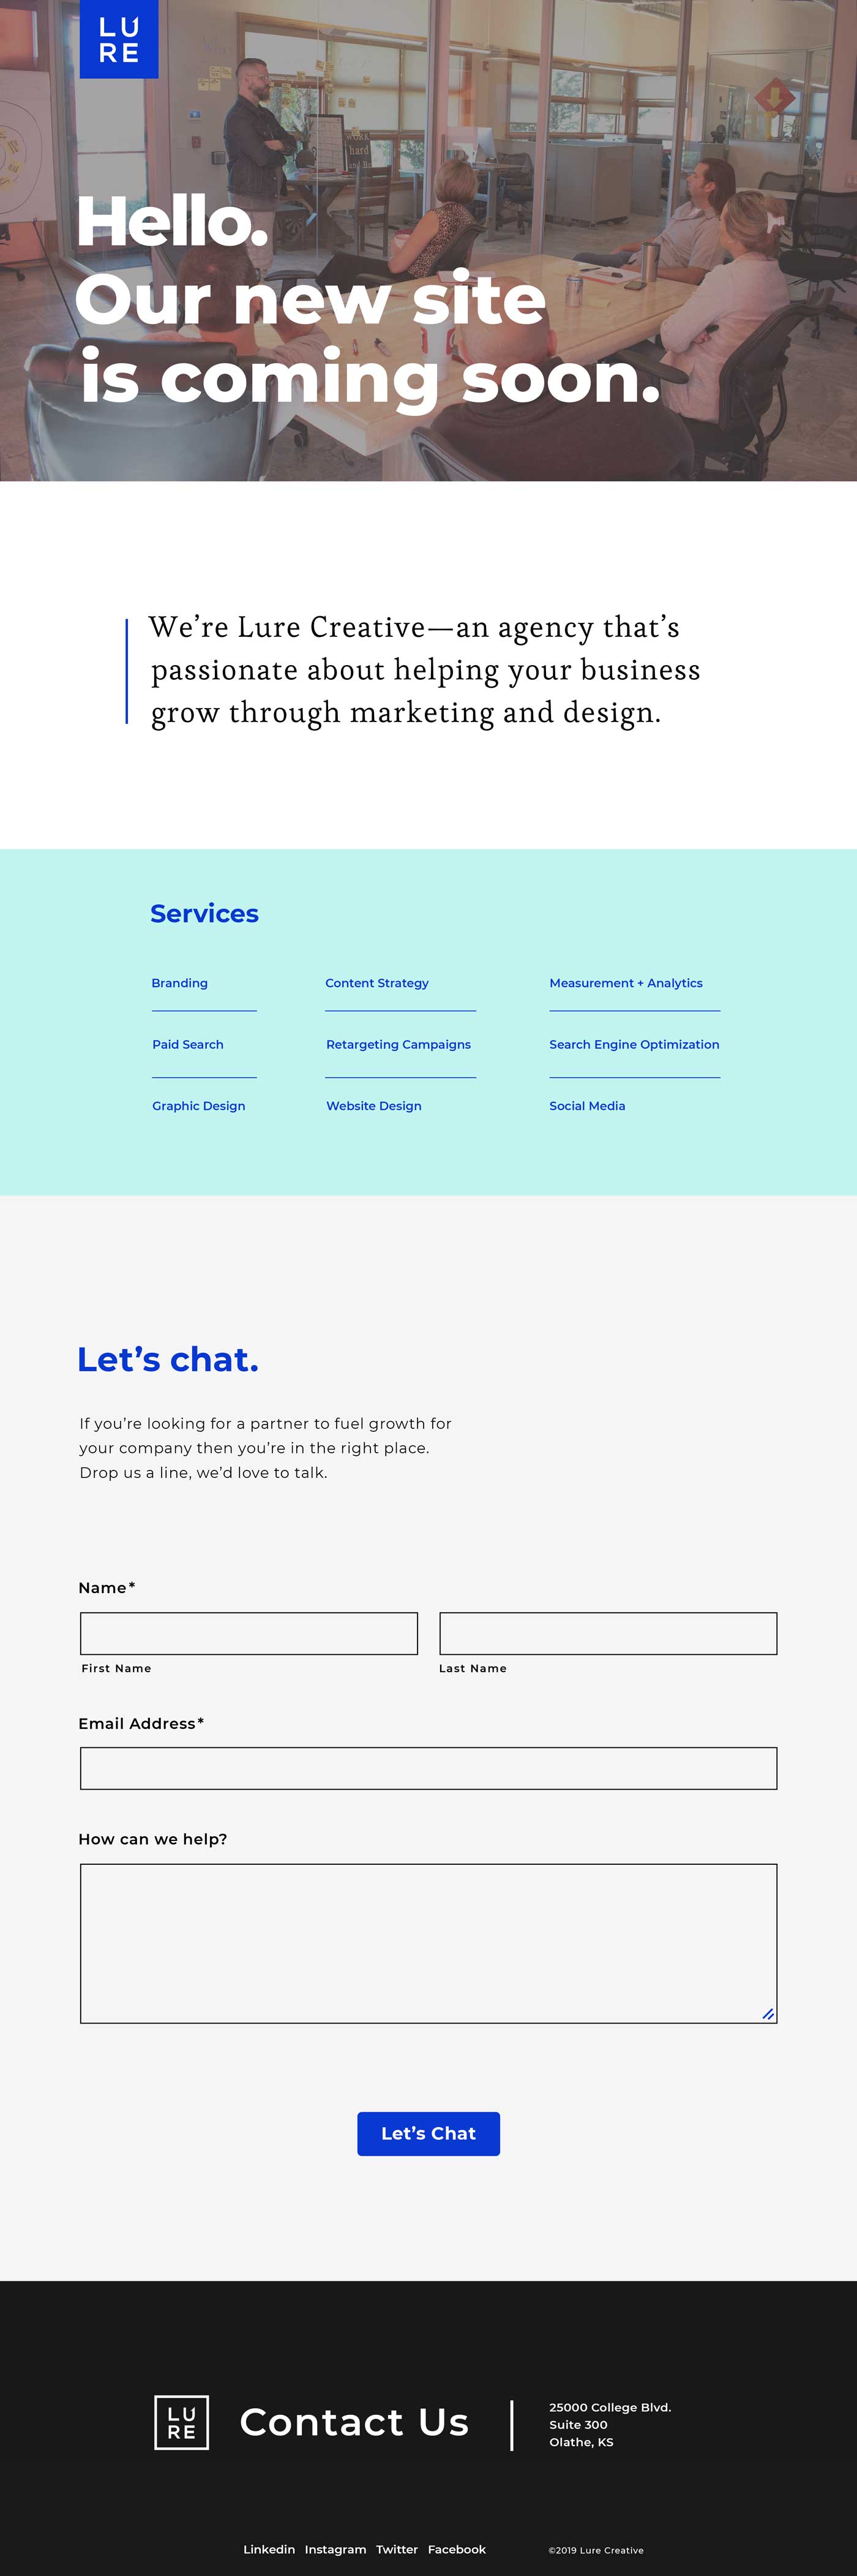 LU
RE
WORK
hard
Hello.
Our new site
is coming soon.
We’re Lure Creative—an agency that’s
passionate about helping your business
grow through marketing and design.
Services
Branding
Content Strategy
Measurement + Analytics
Paid Search
Retargeting Campaigns
Search Engine Optimization
Graphic Design
Website Design
Social Media
Let’s chat.
If you’re looking for a partner to fuel growth for
your company then you’re in the right place.
Drop us a line, we’d love to talk.
Name*
First Name
Last Name
Email Address*
How can we help?
Let’s Chat
LU
RE
Contact Us
25000 College Blvd.
Suite 300
Olathe, KS
Linkedin Instagram Twitter Facebook
©2019 Lure Creative